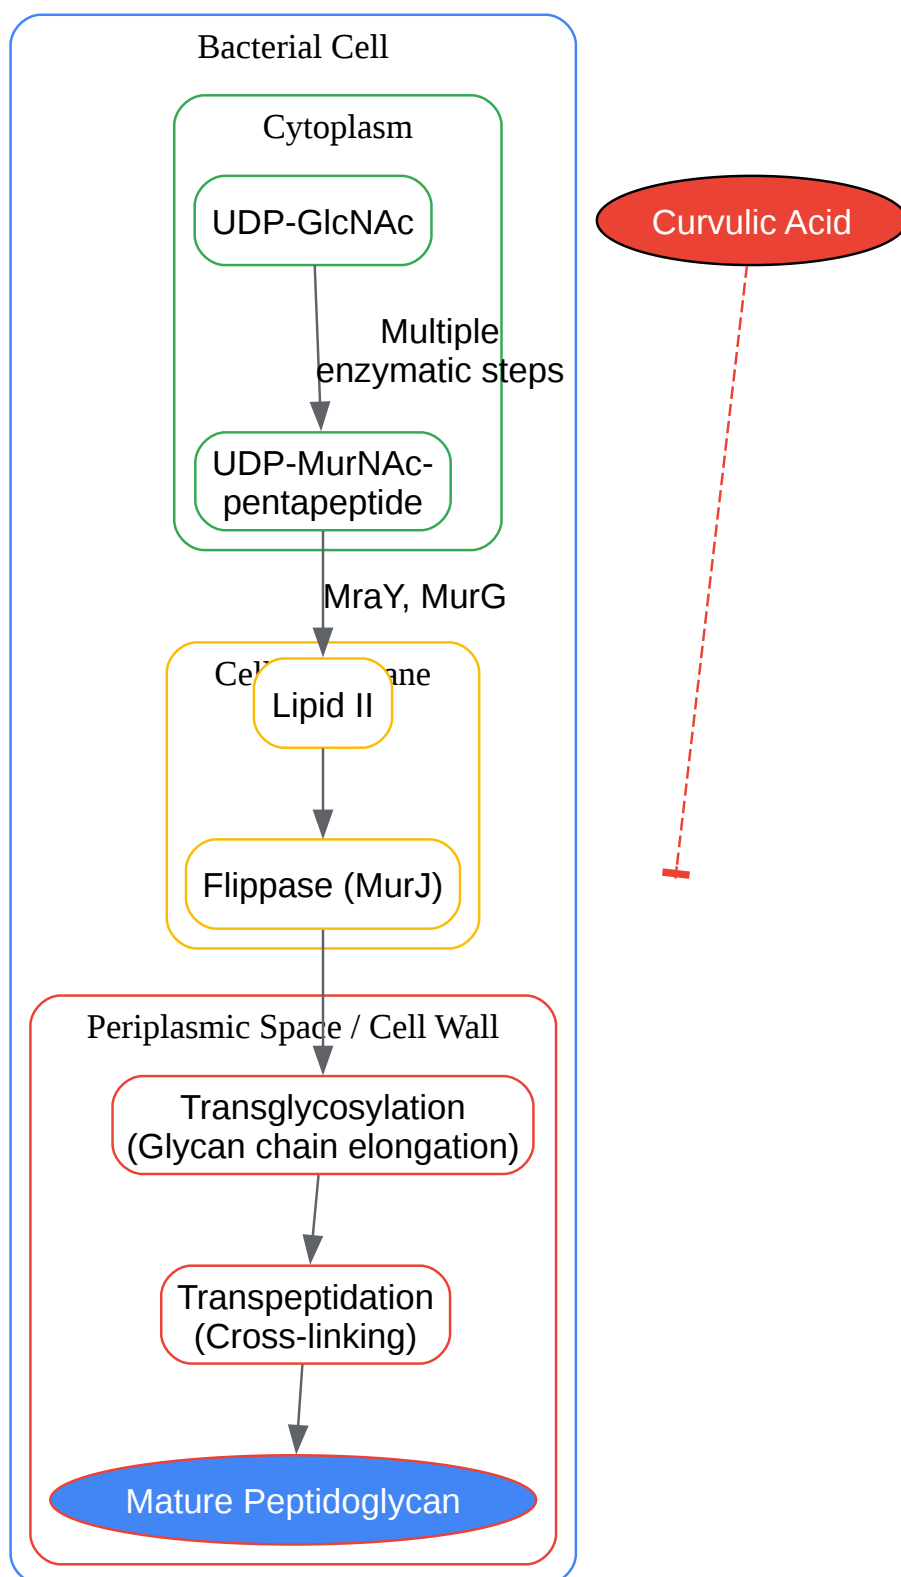 Bacterial Cell
Cytoplasm
UDP-GlcNAc
Curvulic Acid
Multiple
enzymatic steps
UDP-MurNAc-
pentapeptide
MraY, MurG
Lipid II
Flippase (MurJ)
Periplasmic Space / Cell Wall
Transglycosylation
(Glycan chain elongation)
Transpeptidation
(Cross-linking)
Mature Peptidoglycan